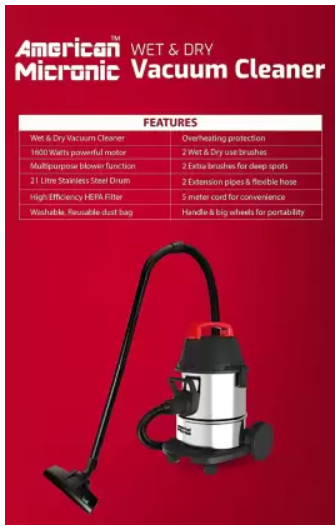 American™ WET & DRY
Micronic Vacuum Cleaner
FEATURES
Wet & Dry Vacuum Cleaner
1600 Watts powerful motor
Multipurpose blower function
21 Litre Stainless Steel Drum
High Efficiency HEPA Filter
Washable, Reusable dust bag
Overheating protection
2 Wet & Dry use brushes
2 Extra brushes for deep spots
2 Extension pipes & flexible hose
5 meter cord for convenience
Handle & big wheels for portability
American
Micronic